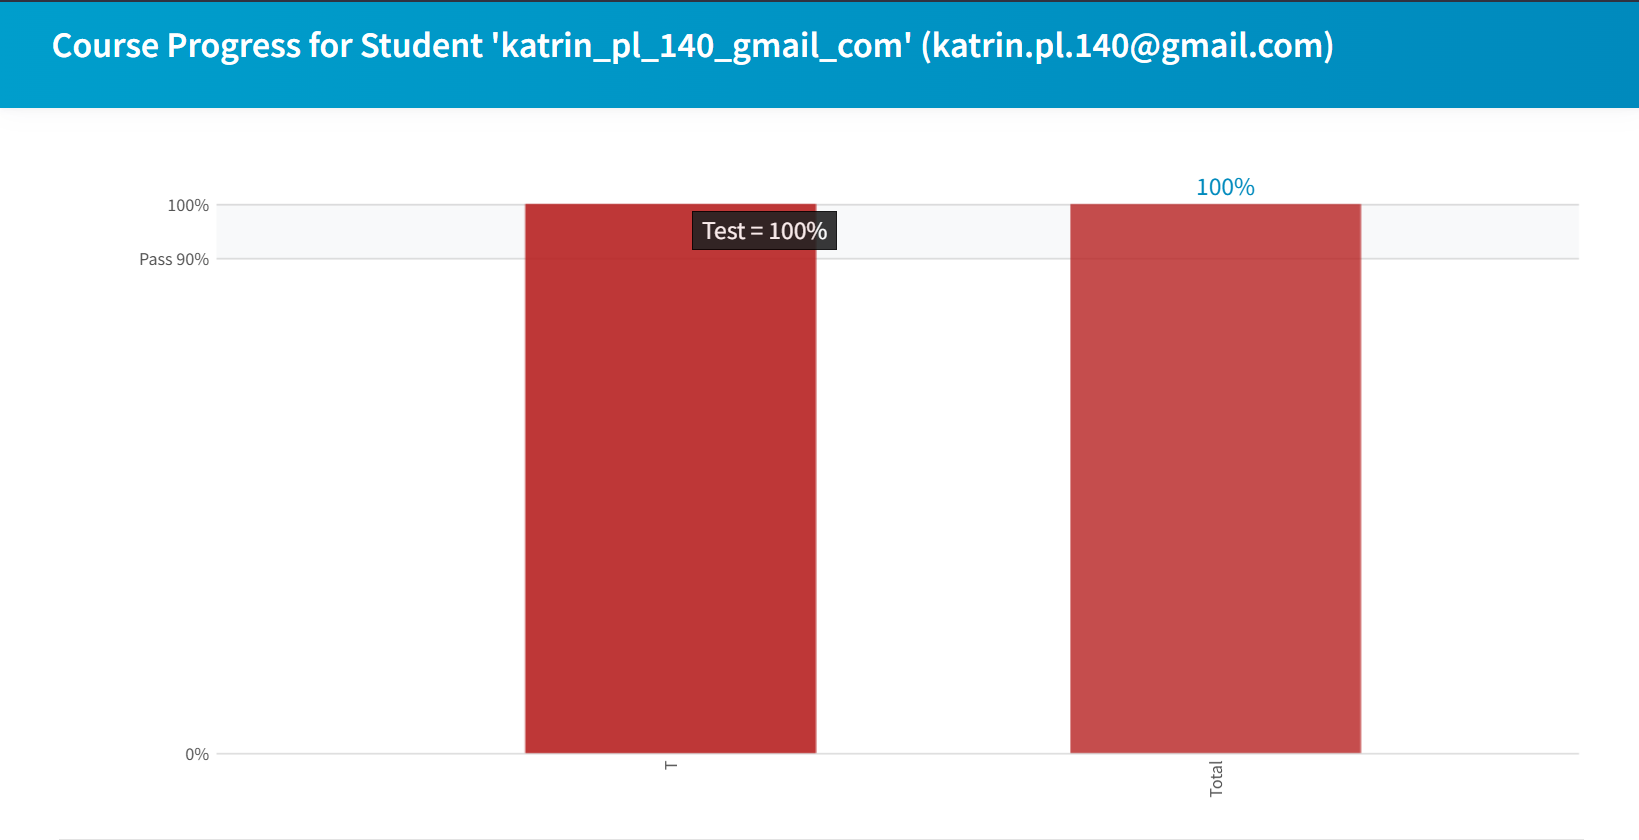 Course Progress for Student 'katrin_pl_140_gmail_com' (katrin.pl.140@gmail.com)
100%
100%
Test = 100%
Pass 90%
0%
T
Total